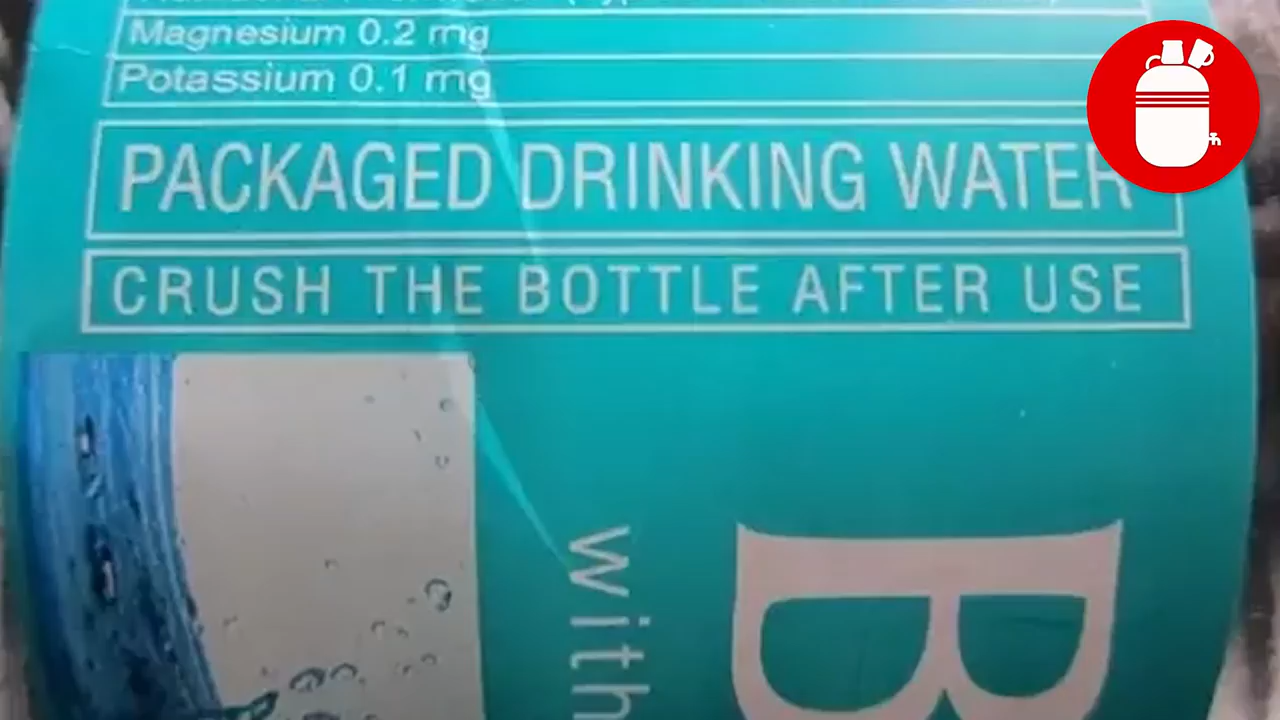 Magnesium 0.2 mg
Potassium 0.1 mg
PACKAGED DRINKING WATER
CRUSH THE BOTTLE AFTER USE
with
B